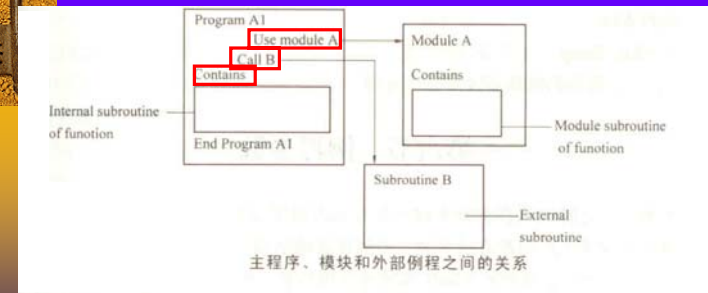 Program A1
Use module A
Call B
Contains
Internal subroutine
of funotion
End Program A1
Module A
Contains
Module subroutine
of funotion
Subroutine B
External
subroutine
主程序、模块和外部例程之间的关系